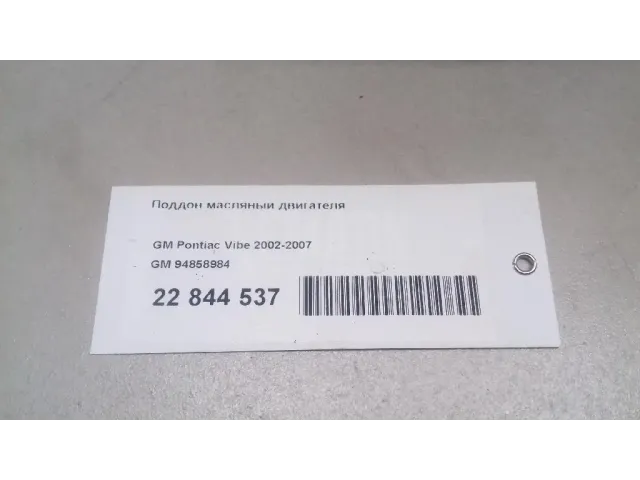 Поддон масляный двигателя
GM Pontiac Vibe 2002-2007
GM 94858984
22 844 537